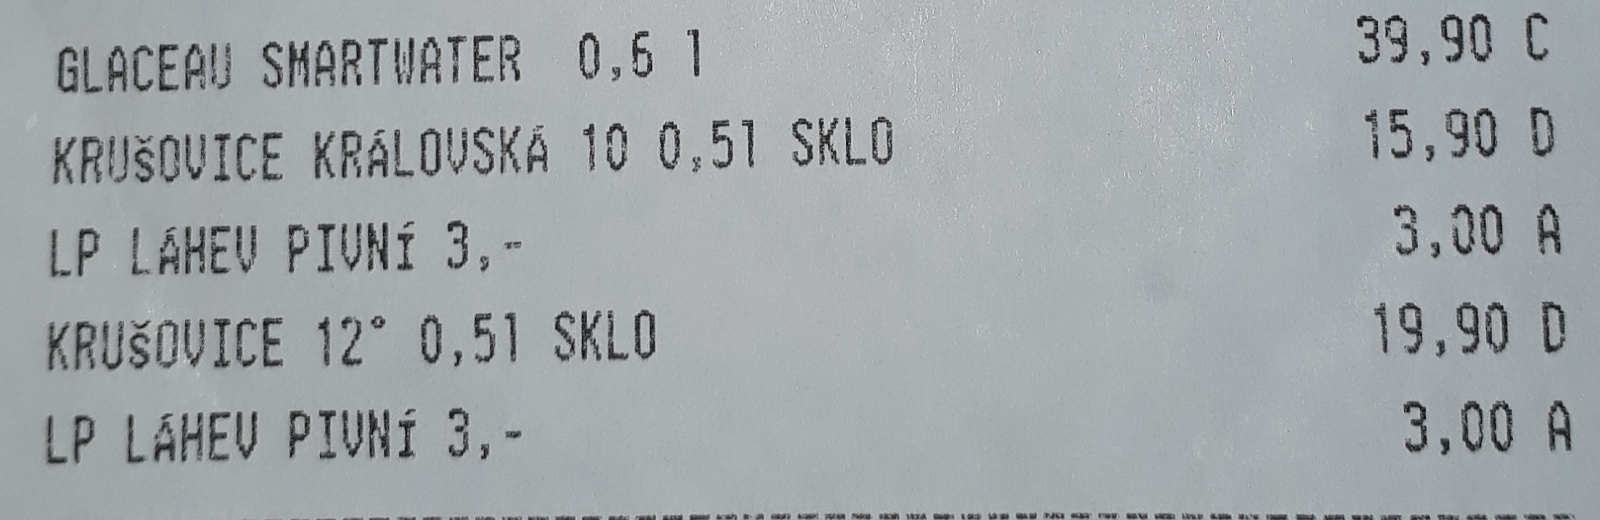 GLACEAU SMARTWATER 0,6 l 39,90 C
KRUšOVICE KRÁLOVSKÁ 10 0,5l SKLO 15,90 D
LP LÁHEV PIVNÍ 3,- 3,00 A
KRUšOVICE 12° 0,5l SKLO 19,90 D
LP LÁHEV PIVNÍ 3,- 3,00 A